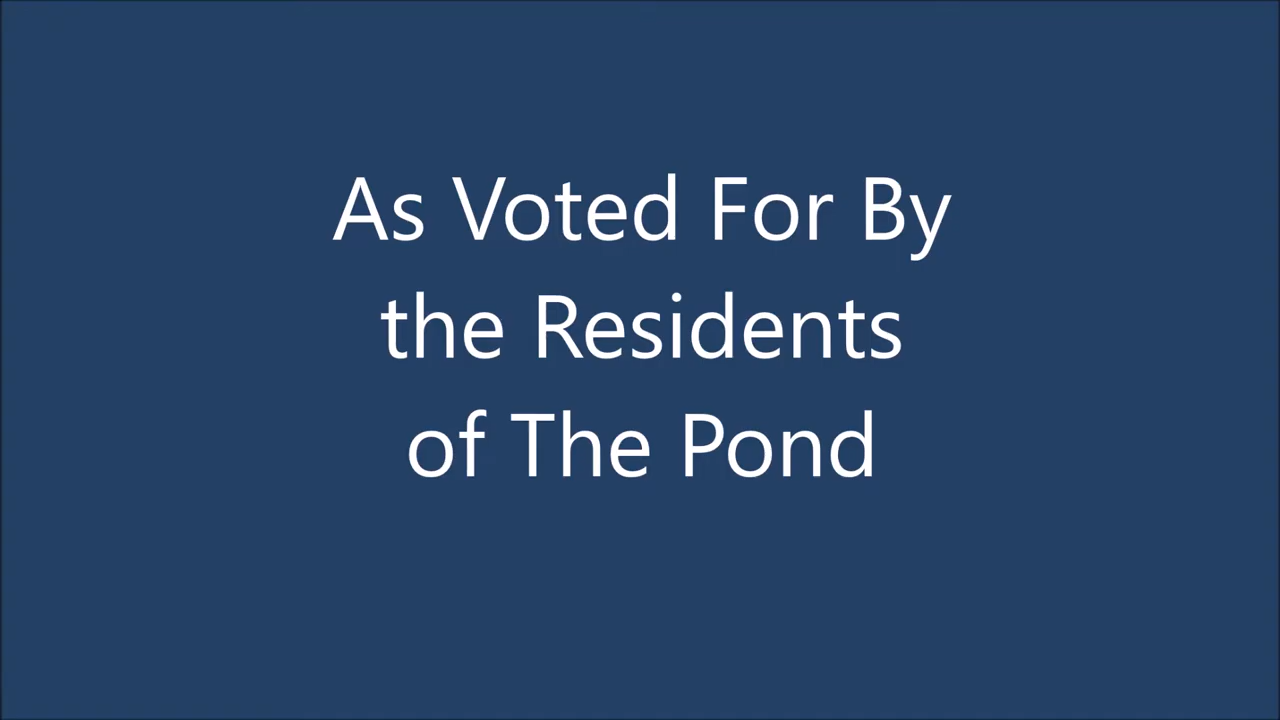 As Voted For By
the Residents
of The Pond